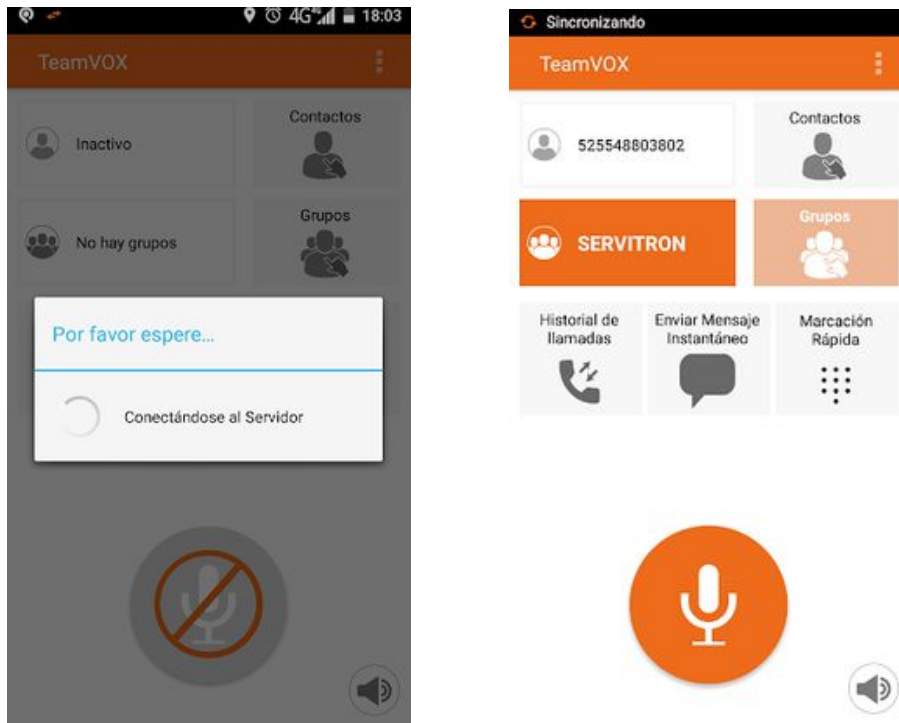 4G 18:03
TeamVOX
Inactivo
Contactos
No hay grupos
Grupos
Por favor espere...
Conectándose al Servidor
Sincronizando
TeamVOX
525548803802
Contactos
SERVITRON
Grupos
Historial de
llamadas
Enviar Mensaje
Instantáneo
Marcación
Rápida